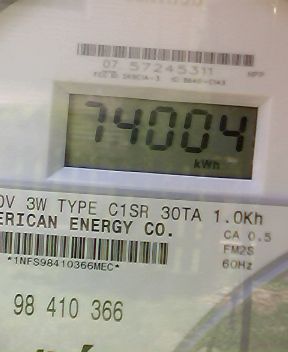 07 57245311 MPP
74004
kWh
0V 3W TYPE C1SR 30TA 1.0Kh
ERICAN ENERGY CO. CA 0.5
FM2S
*1NFS98410366MEC* 60Hz
98 410 366